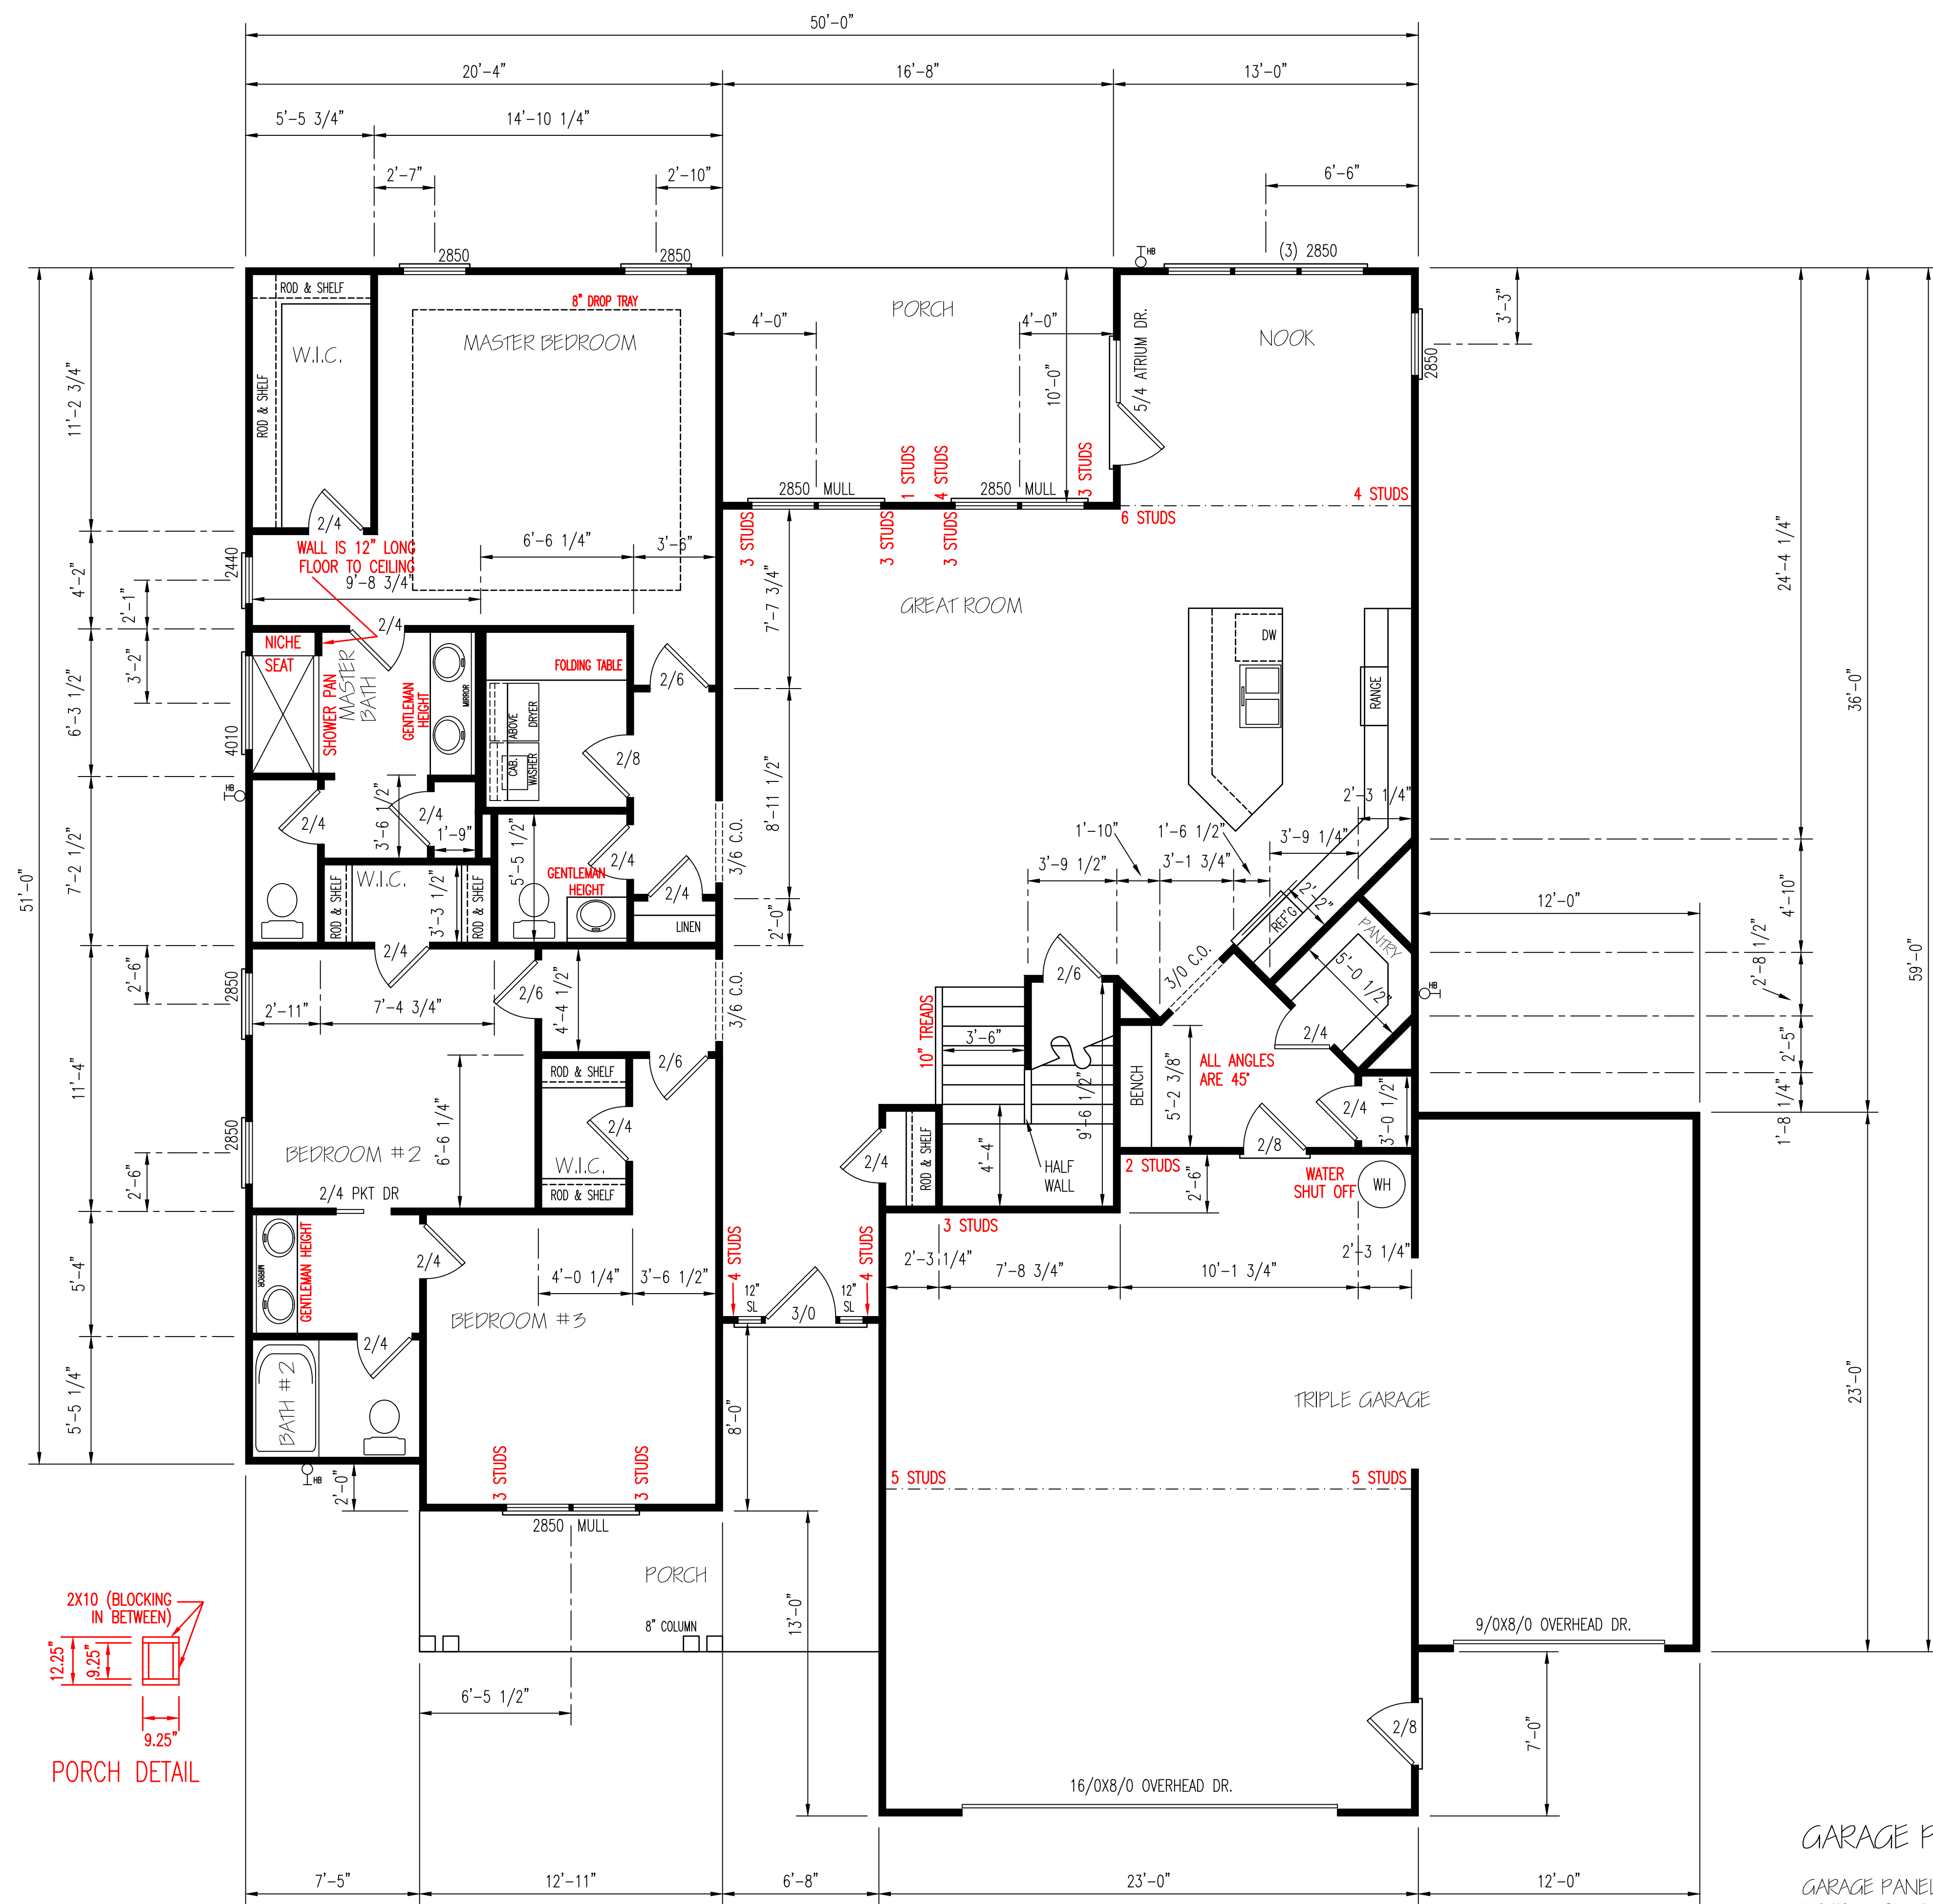 50'-0"
20'-4"
16'-8"
13'-0"
5'-5 3/4"
14'-10 1/4"
2'-7"
2'-10"
6'-6"
2850
2850
HB
(3) 2850
ROD & SHELF
8" DROP TRAY
PORCH
3'-3"
W.I.C.
MASTER BEDROOM
4'-0"
4'-0"
5/4 ATRIUM DR.
NOOK
2850
11'-2 3/4"
ROD & SHELF
10'-0"
1 STUDS
4 STUDS
3 STUDS
2850 MULL
2850 MULL
4 STUDS
6 STUDS
2/4
3 STUDS
3 STUDS
3 STUDS
WALL IS 12" LONG
FLOOR TO CEILING
6'-6 1/4"
3'-6"
24'-4 1/4"
2440
4'-2"
9'-8 3/4"
2'-1"
7'-7 3/4"
GREAT ROOM
2/4
NICHE
SEAT
DW
FOLDING TABLE
2/6
3'-2"
6'-3 1/2"
SHOWER PAN
MASTER
BATH
GENTLEMAN
HEIGHT
MIRROR
RANGE
36'-0"
4010
ABOVE
DRYER
CAB.
WASHER
2/8
HB
2/4
3'-6 1/2"
2/4
1'-9"
8'-11 1/2"
3/6 C.O.
2'-3 1/4"
1'-10"
1'-6 1/2"
3'-9 1/4"
3'-9 1/2"
3'-1 3/4"
51'-0"
7'-2 1/2"
W.I.C.
5'-5 1/2"
2/4
GENTLEMAN
HEIGHT
2/4
ROD & SHELF
3'-3 1/2"
ROD & SHELF
2'-2"
REF'G
12'-0"
4'-10"
LINEN
2'-0"
PANTRY
2/4
3/0 C.O.
5'-0 1/2"
2'-8 1/2"
59'-0"
2'-6"
2850
2/6
2/6
3/6 C.O.
HB
2'-11"
7'-4 3/4"
4'-4 1/2"
10" TREADS
3'-6"
2/4
2'-5"
ROD & SHELF
2/6
ALL ANGLES
ARE 45°
BENCH
5'-2 3/8"
11'-4"
6'-6 1/4"
9'-6 1/2"
2/4
3'-0 1/2"
1'-8 1/4"
2850
BEDROOM #2
2/4
W.I.C.
ROD & SHELF
2/4
ROD & SHELF
4'-4"
HALF
WALL
2/8
2 STUDS
2'-6"
WATER
SHUT OFF
WH
2'-6"
2/4 PKT DR
3 STUDS
GENTLEMAN HEIGHT
MIRROR
2/4
4 STUDS
4 STUDS
2'-3 1/4"
2'-3 1/4"
5'-4"
4'-0 1/4"
3'-6 1/2"
7'-8 3/4"
10'-1 3/4"
12"
SL
3/0
12"
SL
BEDROOM #3
2/4
BATH #2
5'-5 1/4"
8'-0"
TRIPLE GARAGE
23'-0"
3 STUDS
3 STUDS
5 STUDS
5 STUDS
HB
2'-0"
2850 MULL
PORCH
2X10 (BLOCKING
IN BETWEEN)
8" COLUMN
13'-0"
9/0X8/0 OVERHEAD DR.
12.25"
9.25"
6'-5 1/2"
9.25"
2/8
7'-0"
PORCH DETAIL
16/0X8/0 OVERHEAD DR.
GARAGE P
7'-5"
12'-11"
6'-8"
23'-0"
12'-0"
GARAGE PANEL